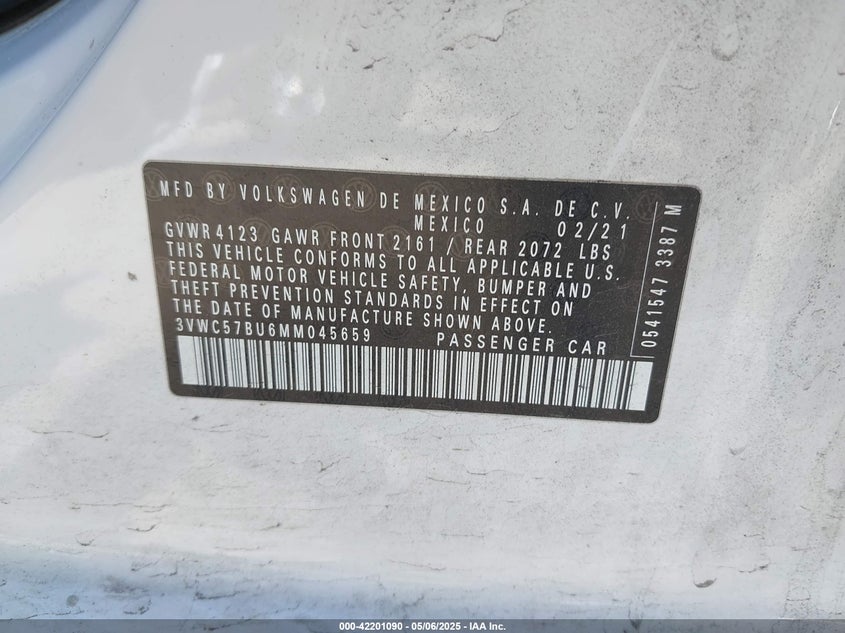 MFD BY VOLKSWAGEN DE MEXICO S.A. DE C.V.
MEXICO 02/21
GVWR 4123 GAWR FRONT 2161 / REAR 2072 LBS
THIS VEHICLE CONFORMS TO ALL APPLICABLE U.S.
FEDERAL MOTOR VEHICLE SAFETY, BUMPER AND
THEFT PREVENTION STANDARDS IN EFFECT ON
THE DATE OF MANUFACTURE SHOWN ABOVE.
3VWC57BU6MM045659 PASSENGER CAR
0541547 3387 M
000-42201090 - 05/06/2025 - IAA Inc.